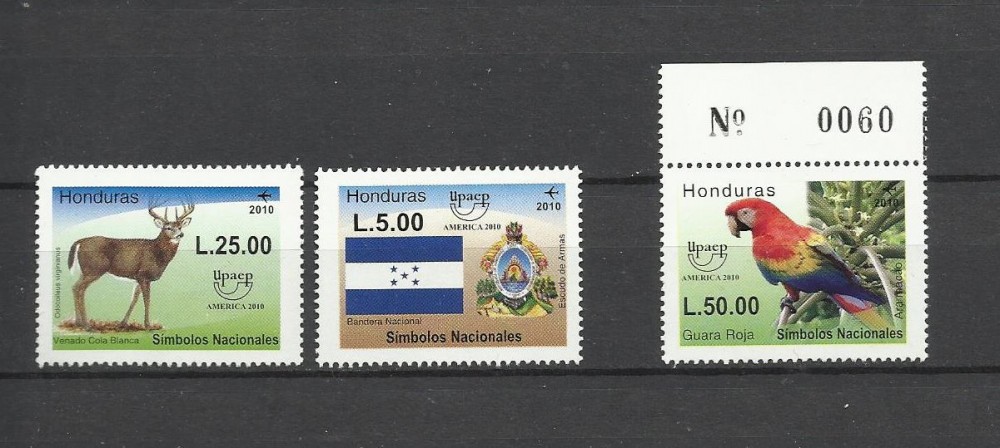 Honduras
2010
L.25.00
upaep
AMERICA 2010
Odocoileus virginianus
Venado Cola Blanca
Símbolos Nacionales
Honduras
upaep
2010
L.5.00
AMERICA 2010
Escudo de Armas
Bandera Nacional
Símbolos Nacionales
Nº 0060
Honduras
2010
upaep
AMERICA 2010
L.50.00
Ara macao
Guara Roja
Símbolos Nacionales